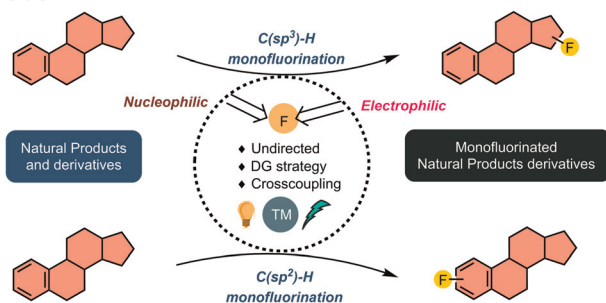 C(sp³)-H
monofluorination
F
Nucleophilic
Electrophilic
F
Natural Products
and derivatives
♦ Undirected
♦ DG strategy
♦ Crosscoupling
Monofluorinated
Natural Products derivatives
TM
F
C(sp²)-H
monofluorination